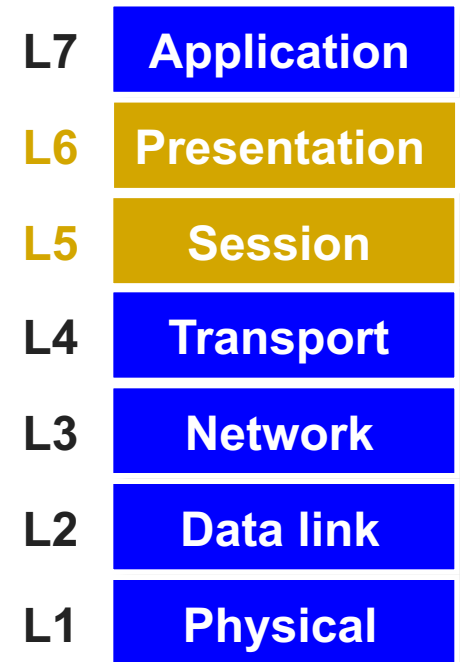 L7 Application
L6 Presentation
L5 Session
L4 Transport
L3 Network
L2 Data link
L1 Physical